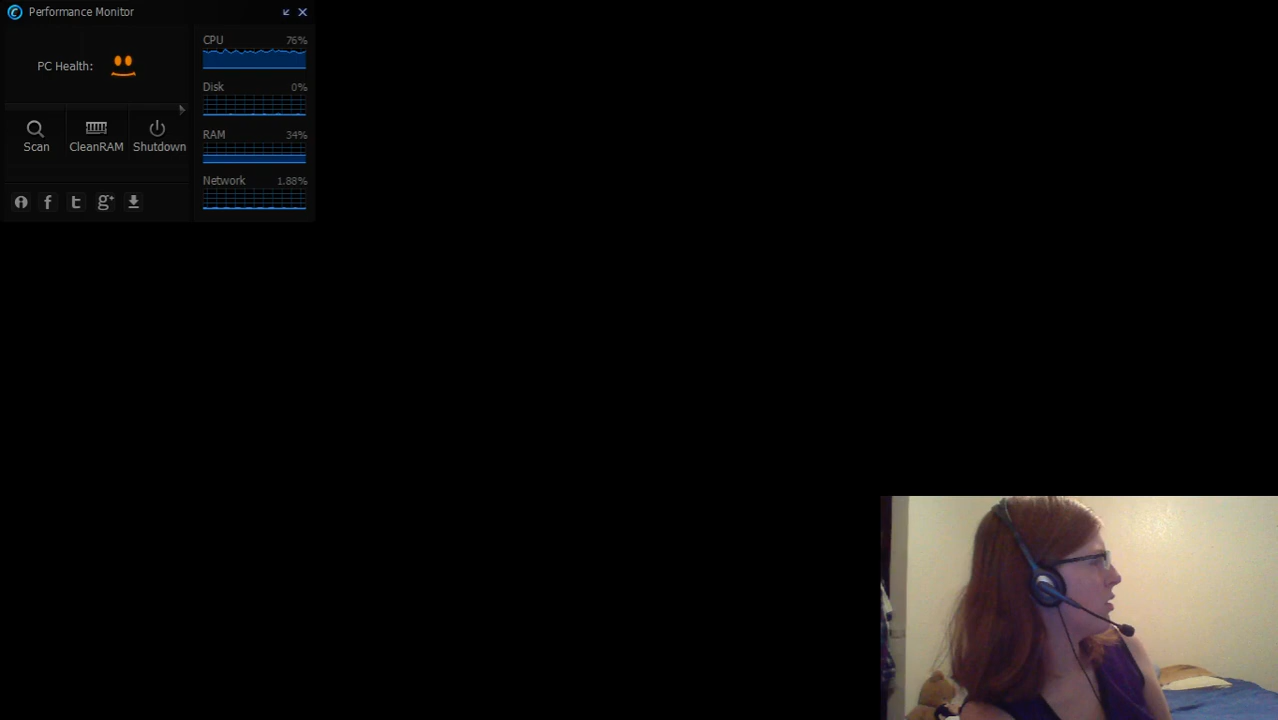 Performance Monitor
PC Health:
Scan
CleanRAM
Shutdown
CPU 76%
Disk 0%
RAM 34%
Network 1.88%